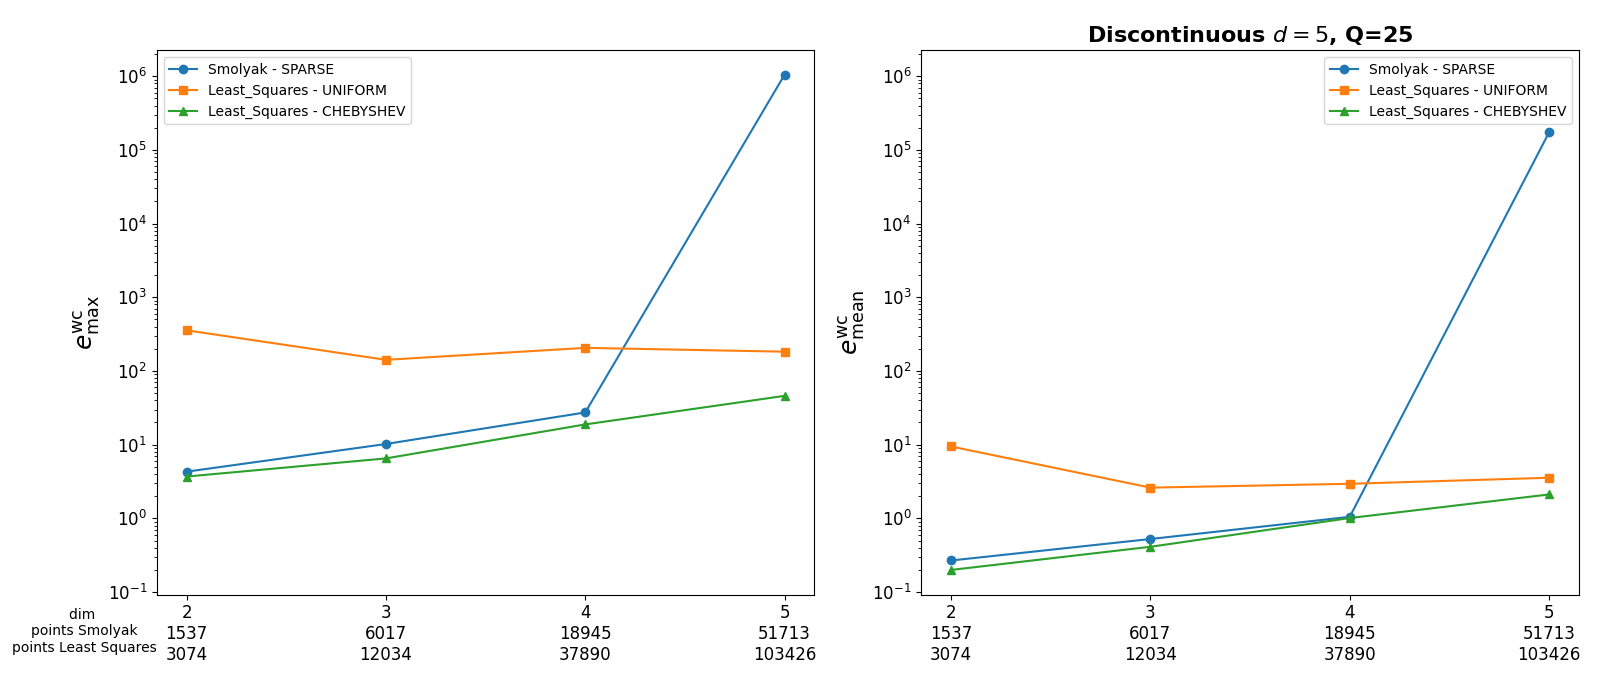 Discontinuous d = 5, Q=25
Smolyak - SPARSE
Least_Squares - UNIFORM
Least_Squares - CHEBYSHEV
10^6
10^5
10^4
10^3
10^2
10^1
10^0
10^−1
e^wc_max
2 3 4 5
1537 6017 18945 51713
3074 12034 37890 103426
dim
points Smolyak
points Least Squares
Smolyak - SPARSE
Least_Squares - UNIFORM
Least_Squares - CHEBYSHEV
10^6
10^5
10^4
10^3
10^2
10^1
10^0
10^−1
e^wc_mean
2 3 4 5
1537 6017 18945 51713
3074 12034 37890 103426